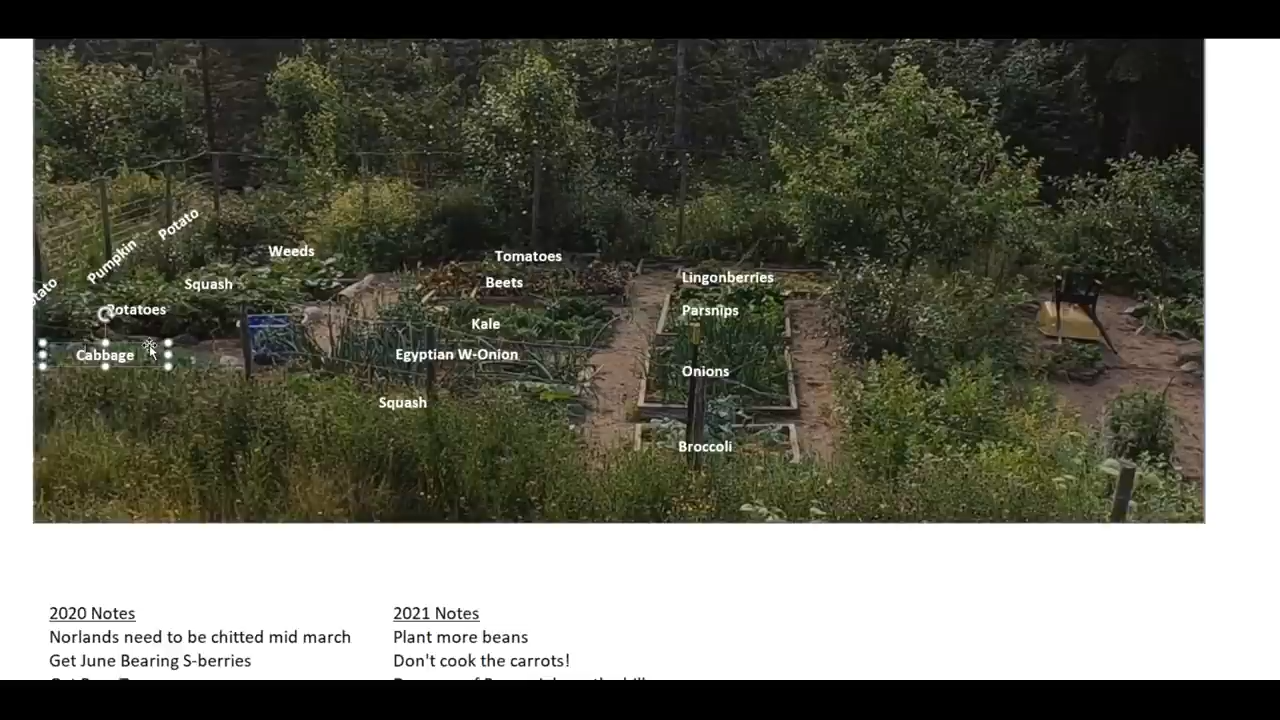 Potato
Pumpkin
Weeds
Tomatoes
Lingonberries
Beets
Squash
Potatoes
Parsnips
Kale
Cabbage
Egyptian W-Onion
Onions
Squash
Broccoli
2020 Notes
Norlands need to be chitted mid march
Get June Bearing S-berries
2021 Notes
Plant more beans
Don't cook the carrots!